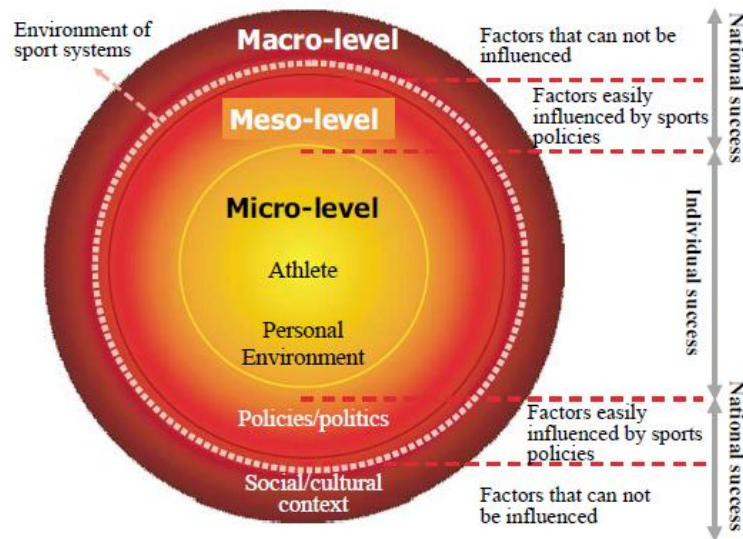 Environment of
sport systems
Macro-level
Factors that can not be
influenced
National success
Meso-level
Factors easily
influenced by sports
policies
Micro-level
Athlete
Personal
Environment
Individual success
Policies/politics
Factors easily
influenced by sports
policies
National success
Social/cultural
context
Factors that can not
be influenced